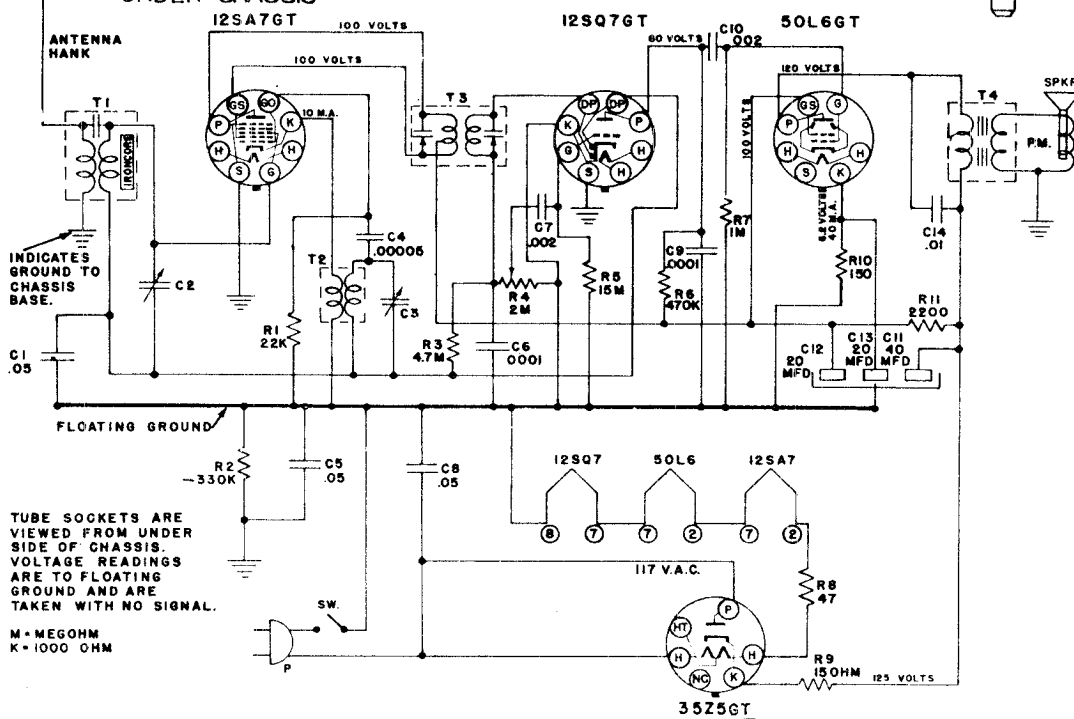 UNDER CHASSIS
12SA7GT
12SQ7GT
50L6GT
ANTENNA
HANK
100 VOLTS
100 VOLTS
60 VOLTS
C10
.002
120 VOLTS
SPKR
T1
T3
T4
P.M.
IRONCORE
GS
GO
P
K
H
H
S
G
10 M.A.
DP
DP
K
P
G
H
S
H
100 VOLTS
GS
G
P
H
H
S
K
8.2 VOLTS
40 M.A.
INDICATES
GROUND TO
CHASSIS
BASE.
C2
C4
.00005
T2
C3
C7
.002
R4
2M
R5
15M
C9
.0001
R6
470K
R7
1M
R10
150
C14
.01
R11
2200
C1
.05
R1
22K
R3
4.7M
C6
.0001
C12
20
MFD
C13
20
MFD
C11
40
MFD
FLOATING GROUND
R2
330K
C5
.05
C8
.05
12SQ7
50L6
12SA7
8
7
7
2
7
2
TUBE SOCKETS ARE
VIEWED FROM UNDER
SIDE OF CHASSIS.
VOLTAGE READINGS
ARE TO FLOATING
GROUND AND ARE
TAKEN WITH NO SIGNAL.
M = MEGOHM
K = 1000 OHM
SW.
P
117 V.A.C.
R8
47
P
HT
H
H
NC
K
R9
15OHM
125 VOLTS
35Z5GT